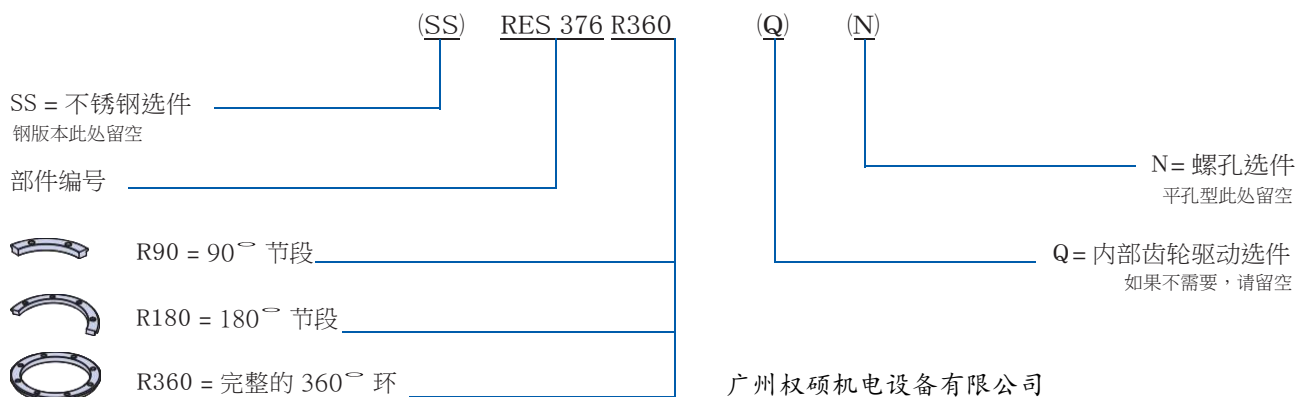 (SS) RES 376 R360 (Q) (N)
SS = 不锈钢选件
钢版本此处留空
部件编号
N= 螺孔选件
平孔型此处留空
R90 = 90° 节段
Q= 内部齿轮驱动选件
如果不需要，请留空
R180 = 180° 节段
R360 = 完整的 360° 环
广州权硕机电设备有限公司